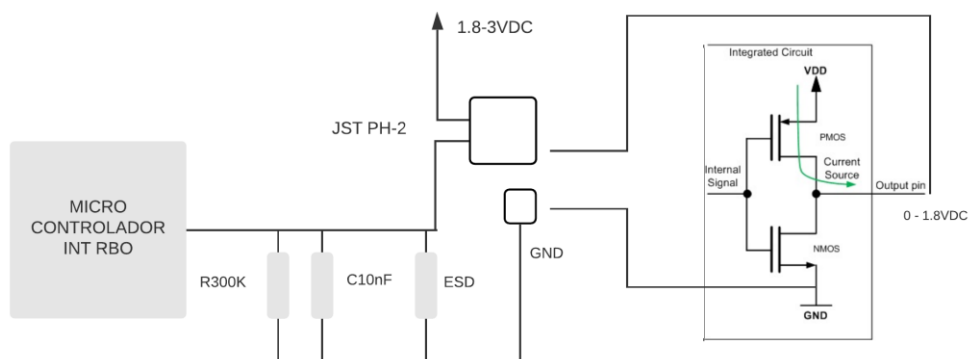 1.8-3VDC
JST PH-2
MICRO
CONTROLADOR
INT RBO
R300K
C10nF
ESD
GND
Integrated Circuit
VDD
PMOS
Internal
Signal
Current
Source
Output pin
0 - 1.8VDC
NMOS
GND